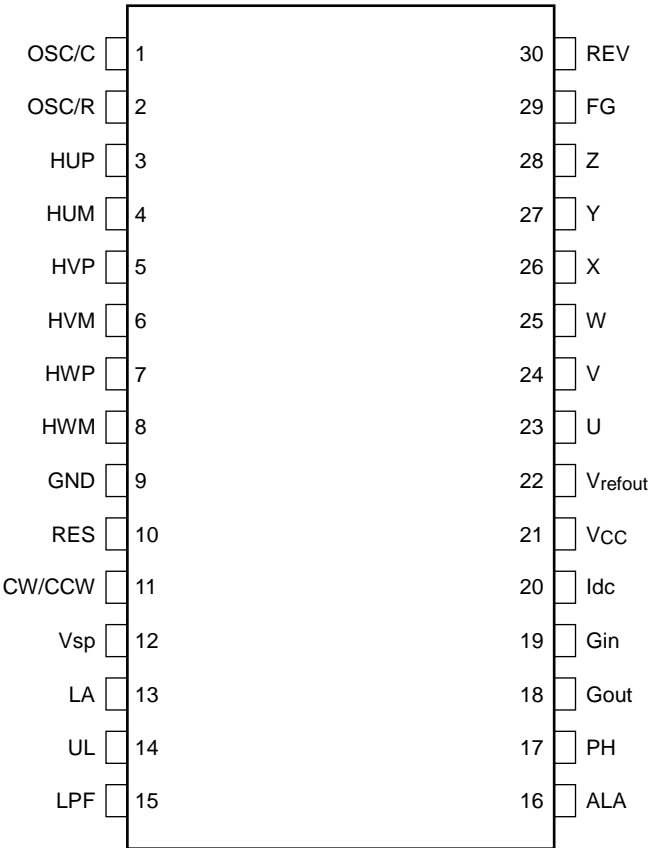 OSC/C 1 30 REV
OSC/R 2 29 FG
HUP 3 28 Z
HUM 4 27 Y
HVP 5 26 X
HVM 6 25 W
HWP 7 24 V
HWM 8 23 U
GND 9 22 Vrefout
RES 10 21 VCC
CW/CCW 11 20 Idc
Vsp 12 19 Gin
LA 13 18 Gout
UL 14 17 PH
LPF 15 16 ALA